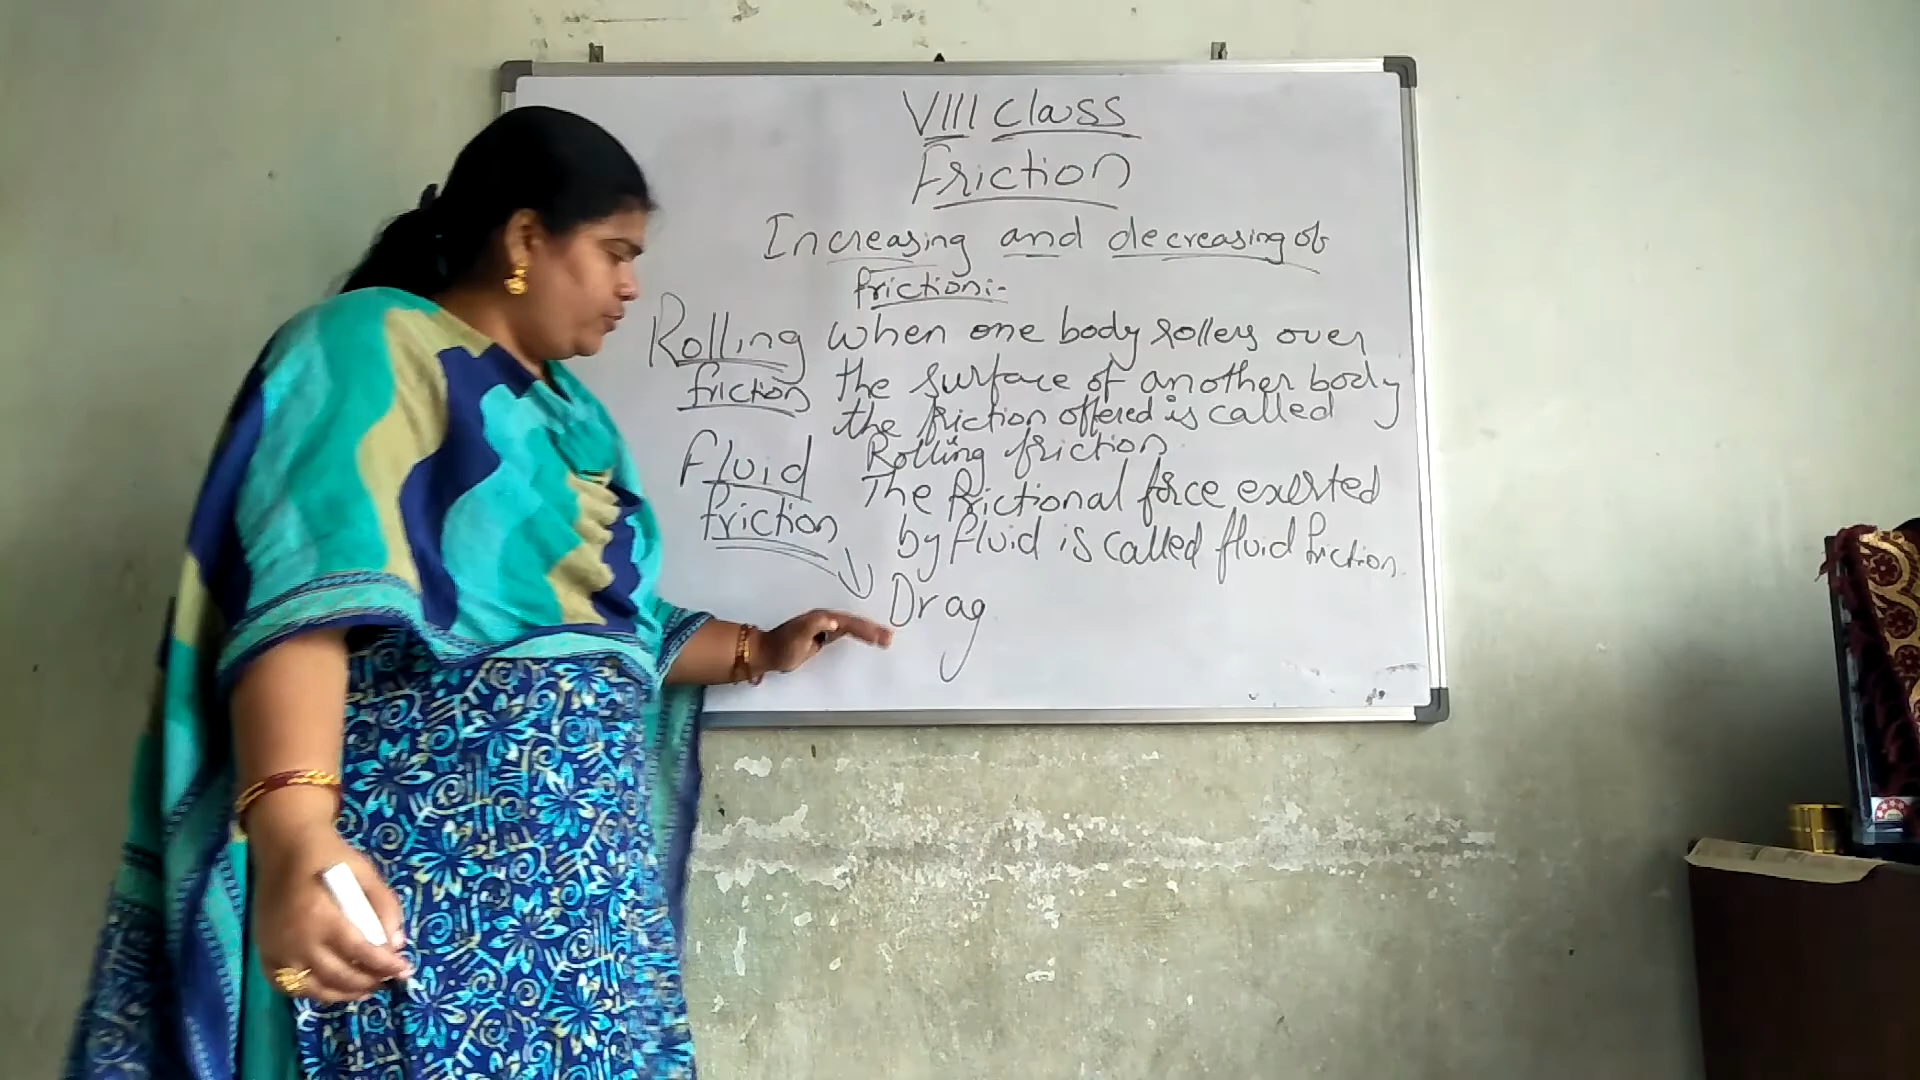 VIII class
Friction
Increasing and decreasing of
friction:-
Rolling when one body rollers over
friction the surface of another body
the friction offered is called
Rolling friction.
Fluid The frictional force exerted
friction by fluid is called fluid friction.
Drag